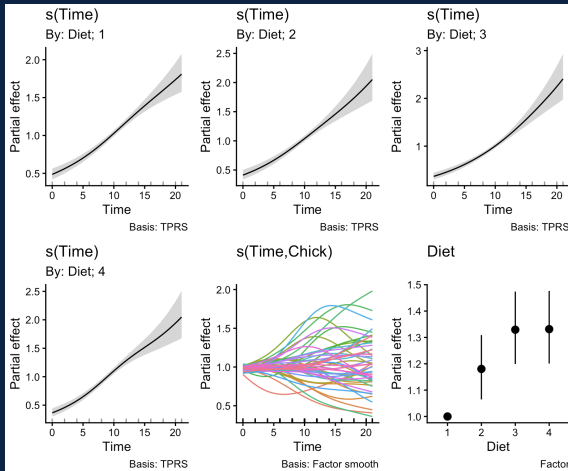 s(Time)
By: Diet; 1
Partial effect
2.0
1.5
1.0
0.5
0 5 10 15 20
Time
Basis: TPRS
s(Time)
By: Diet; 2
Partial effect
2.5
2.0
1.5
1.0
0.5
0 5 10 15 20
Time
Basis: TPRS
s(Time)
By: Diet; 3
Partial effect
3
2
1
0 5 10 15 20
Time
Basis: TPRS
s(Time)
By: Diet; 4
Partial effect
2.5
2.0
1.5
1.0
0.5
0 5 10 15 20
Time
Basis: TPRS
s(Time,Chick)
Partial effect
2.0
1.5
1.0
0.5
0 5 10 15 20
Time
Basis: Factor smooth
Diet
Partial effect
1.5
1.4
1.3
1.2
1.1
1.0
1 2 3 4
Diet
Factor